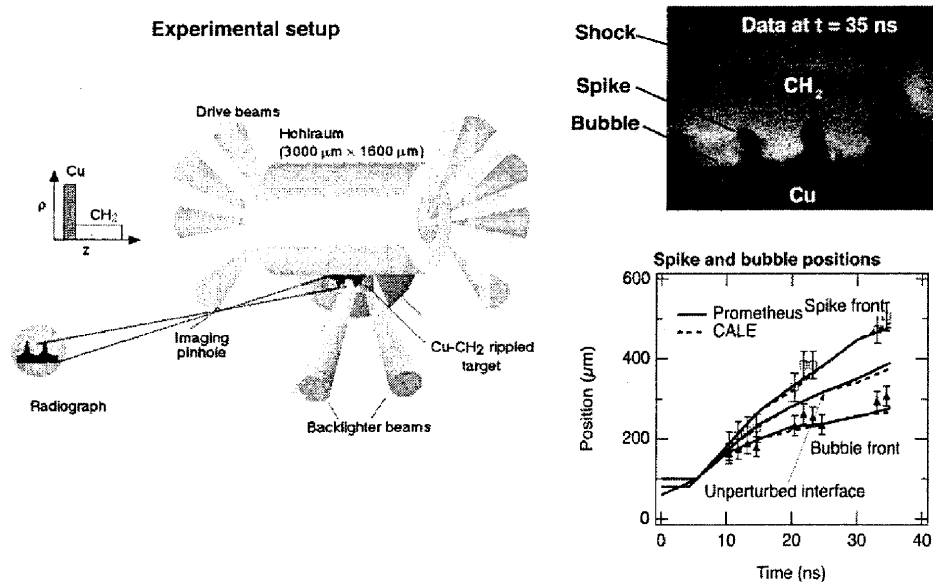 Experimental setup
Drive beams
Hohlraum
(3000 μm × 1600 μm)
Cu
CH₂
ρ
z
Imaging
pinhole
Cu-CH₂ rippled
target
Radiograph
Backlighter beams
Shock
Spike
Bubble
Data at t = 35 ns
CH₂
Cu
Spike and bubble positions
600
400
200
0
Position (μm)
Prometheus
CALE
Spike front
Bubble front
Unperturbed interface
0 10 20 30 40
Time (ns)